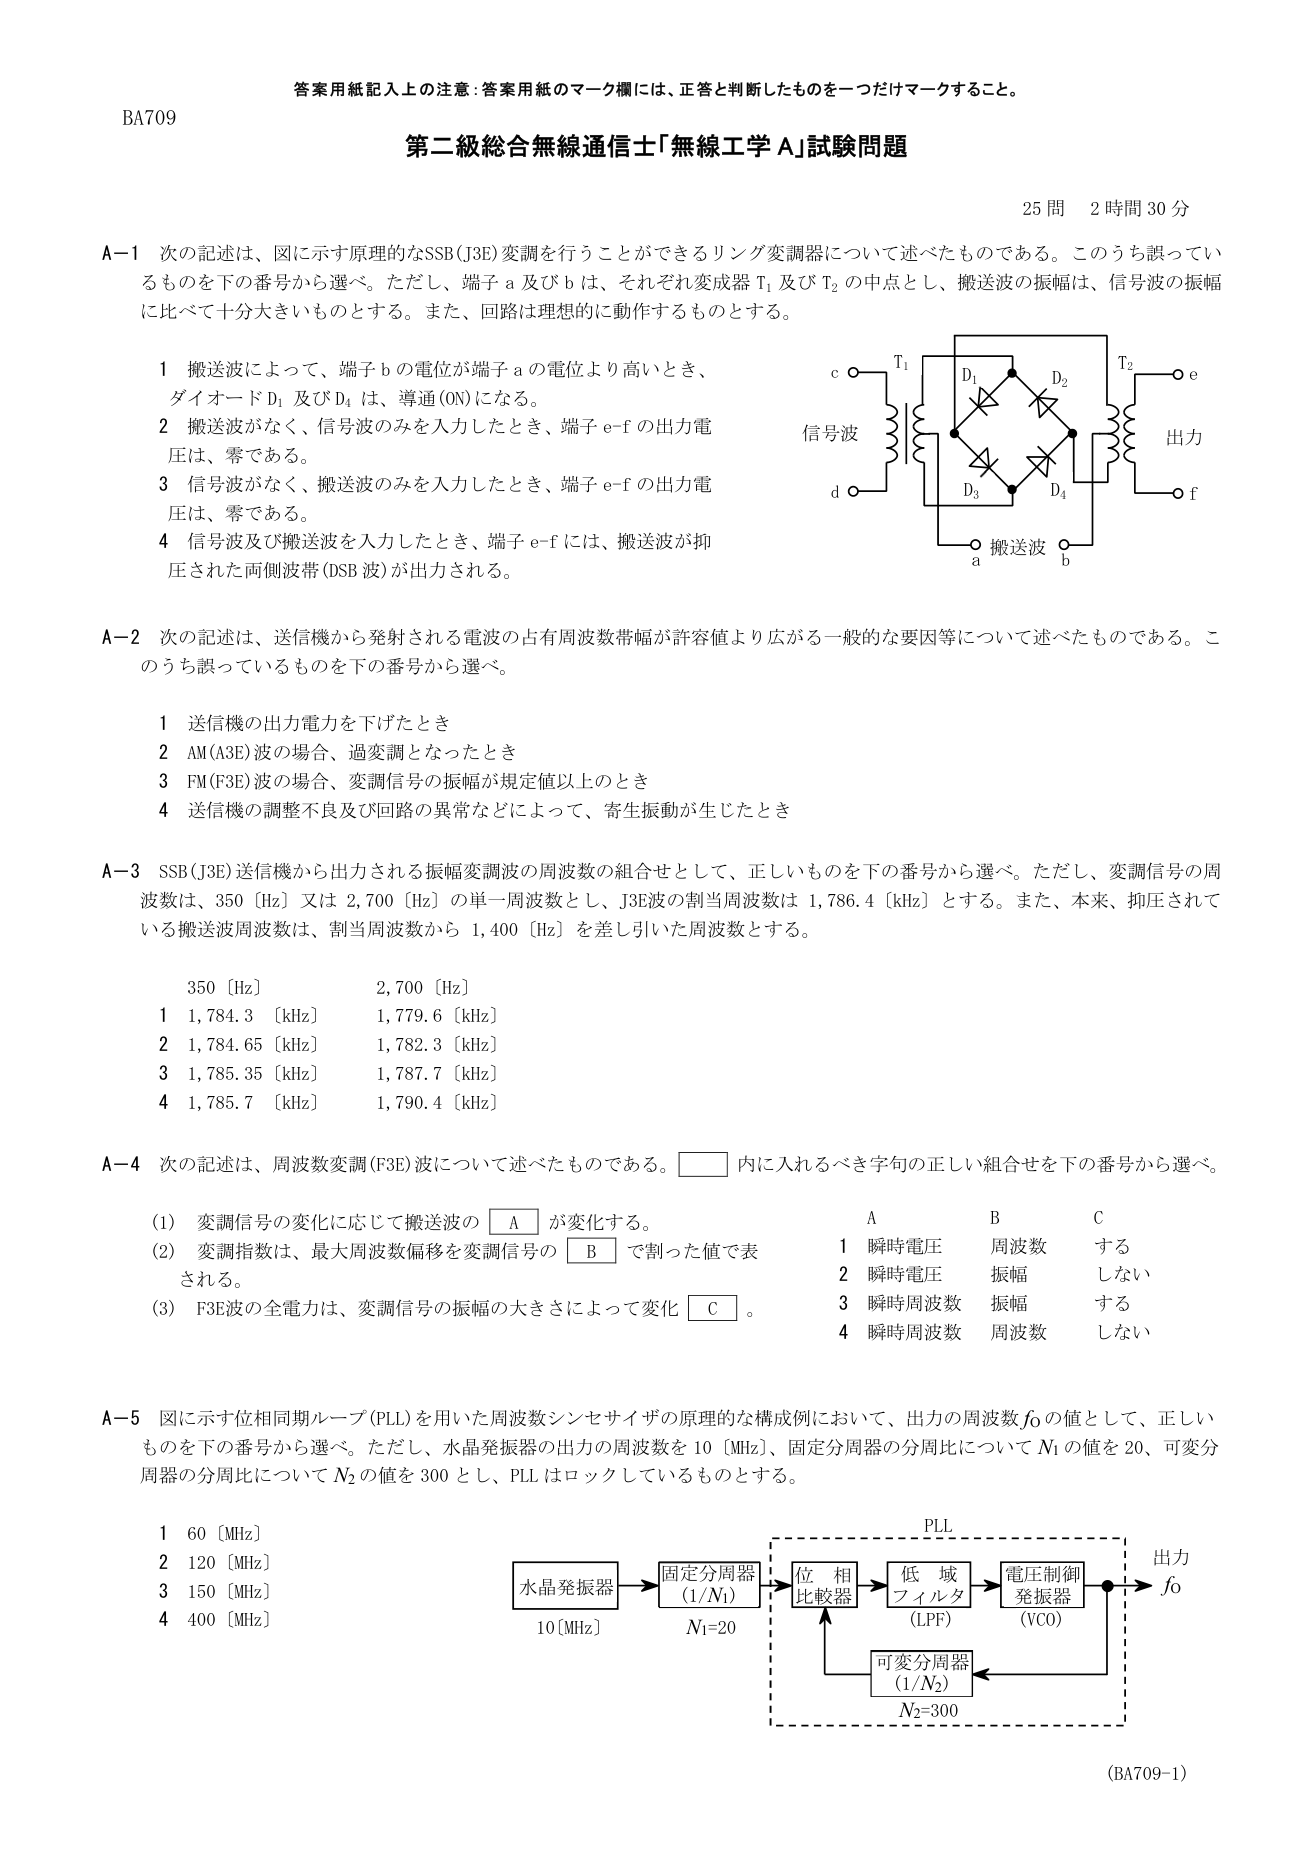 答案用紙記入上の注意：答案用紙のマーク欄には、正答と判断したものを一つだけマークすること。
BA709
第二級総合無線通信士「無線工学 A」試験問題
25 問　2 時間 30 分
A－1　次の記述は、図に示す原理的なSSB(J3E)変調を行うことができるリング変調器について述べたものである。このうち誤ってい
るものを下の番号から選べ。ただし、端子 a 及び b は、それぞれ変成器 T₁ 及び T₂ の中点とし、搬送波の振幅は、信号波の振幅
に比べて十分大きいものとする。また、回路は理想的に動作するものとする。
1　搬送波によって、端子 b の電位が端子 a の電位より高いとき、
ダイオード D₁ 及び D₄ は、導通(ON)になる。
2　搬送波がなく、信号波のみを入力したとき、端子 e-f の出力電
圧は、零である。
3　信号波がなく、搬送波のみを入力したとき、端子 e-f の出力電
圧は、零である。
4　信号波及び搬送波を入力したとき、端子 e-f には、搬送波が抑
圧された両側波帯(DSB 波)が出力される。
c
T₁
D₁
D₂
T₂
e
信号波
出力
d
D₃
D₄
f
a
搬送波
b
A－2　次の記述は、送信機から発射される電波の占有周波数帯幅が許容値より広がる一般的な要因等について述べたものである。こ
のうち誤っているものを下の番号から選べ。
1　送信機の出力電力を下げたとき
2　AM(A3E)波の場合、過変調となったとき
3　FM(F3E)波の場合、変調信号の振幅が規定値以上のとき
4　送信機の調整不良及び回路の異常などによって、寄生振動が生じたとき
A－3　SSB(J3E)送信機から出力される振幅変調波の周波数の組合せとして、正しいものを下の番号から選べ。ただし、変調信号の周
波数は、350〔Hz〕又は 2,700〔Hz〕の単一周波数とし、J3E波の割当周波数は 1,786.4〔kHz〕とする。また、本来、抑圧されて
いる搬送波周波数は、割当周波数から 1,400〔Hz〕を差し引いた周波数とする。
350〔Hz〕　2,700〔Hz〕
1　1,784.3 〔kHz〕　1,779.6〔kHz〕
2　1,784.65〔kHz〕　1,782.3〔kHz〕
3　1,785.35〔kHz〕　1,787.7〔kHz〕
4　1,785.7 〔kHz〕　1,790.4〔kHz〕
A－4　次の記述は、周波数変調(F3E)波について述べたものである。　　内に入れるべき字句の正しい組合せを下の番号から選べ。
(1)　変調信号の変化に応じて搬送波の A が変化する。
(2)　変調指数は、最大周波数偏移を変調信号の B で割った値で表
される。
(3)　F3E波の全電力は、変調信号の振幅の大きさによって変化 C 。
A　B　C
1　瞬時電圧　周波数　する
2　瞬時電圧　振幅　しない
3　瞬時周波数　振幅　する
4　瞬時周波数　周波数　しない
A－5　図に示す位相同期ループ(PLL)を用いた周波数シンセサイザの原理的な構成例において、出力の周波数 fo の値として、正しい
ものを下の番号から選べ。ただし、水晶発振器の出力の周波数を 10〔MHz〕、固定分周器の分周比について N₁ の値を 20、可変分
周器の分周比について N₂ の値を 300 とし、PLL はロックしているものとする。
1　60〔MHz〕
2　120〔MHz〕
3　150〔MHz〕
4　400〔MHz〕
PLL
出力
fo
水晶発振器
10〔MHz〕
固定分周器
(1/N₁)
N₁=20
位 相
比較器
低 域
フィルタ
(LPF)
電圧制御
発振器
(VCO)
可変分周器
(1/N₂)
N₂=300
(BA709-1)